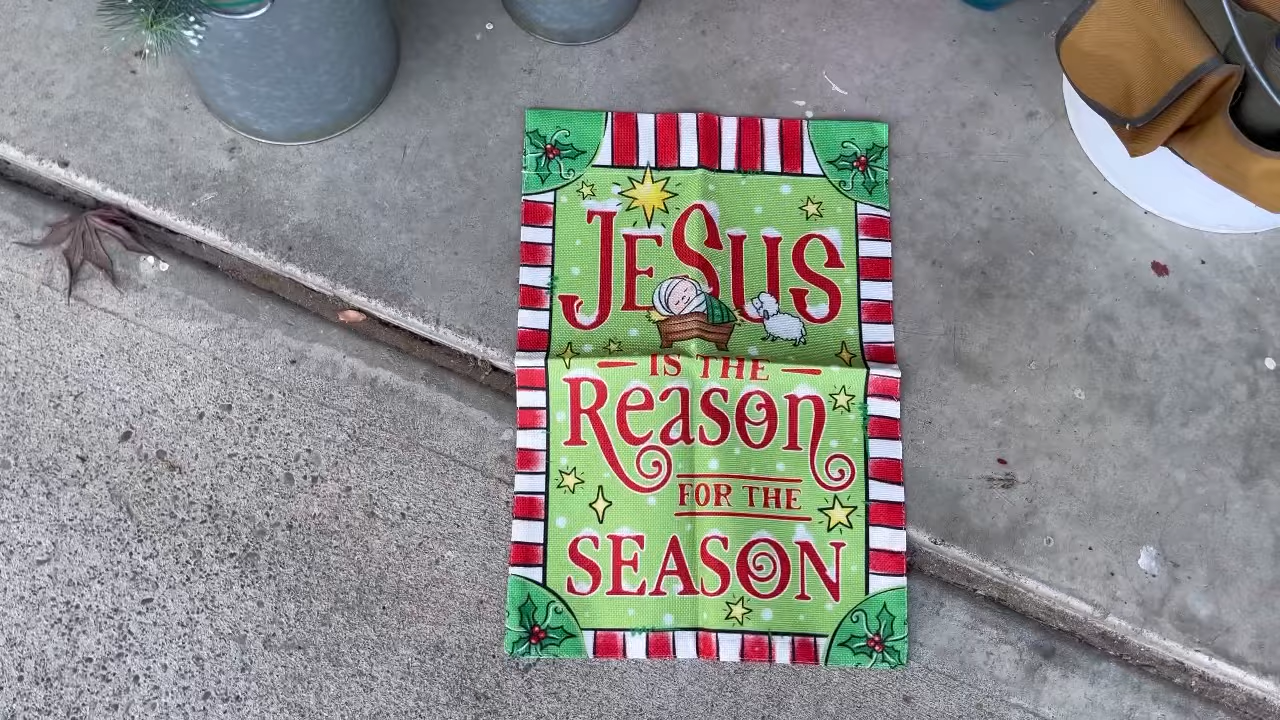 JESUS
IS THE
Reason
FOR THE
SEASON